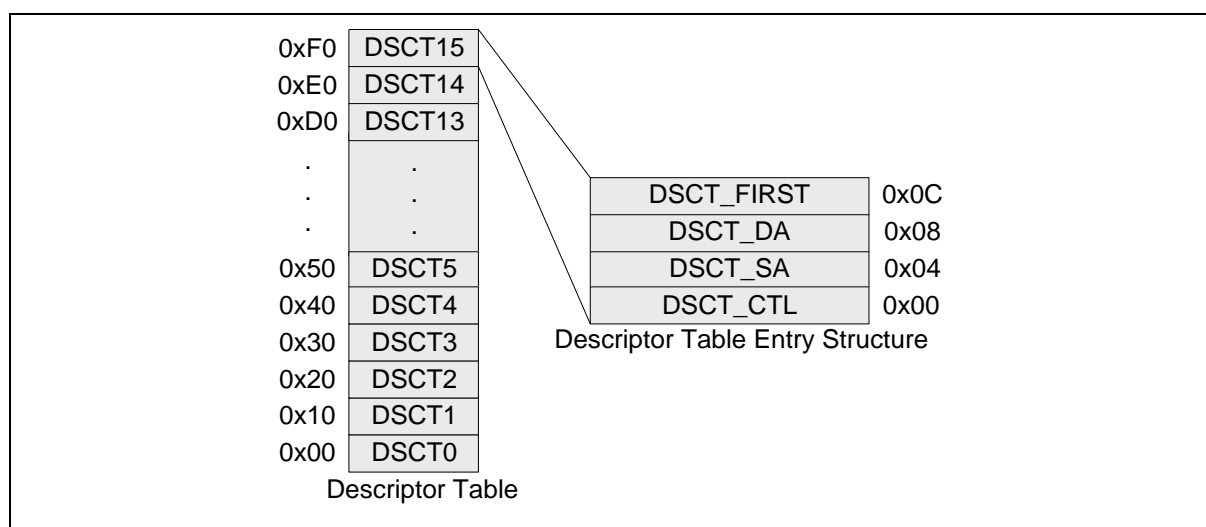 0xF0 DSCT15
0xE0 DSCT14
0xD0 DSCT13
. .
. .
. .
0x50 DSCT5
0x40 DSCT4
0x30 DSCT3
0x20 DSCT2
0x10 DSCT1
0x00 DSCT0
Descriptor Table
DSCT_FIRST 0x0C
DSCT_DA 0x08
DSCT_SA 0x04
DSCT_CTL 0x00
Descriptor Table Entry Structure